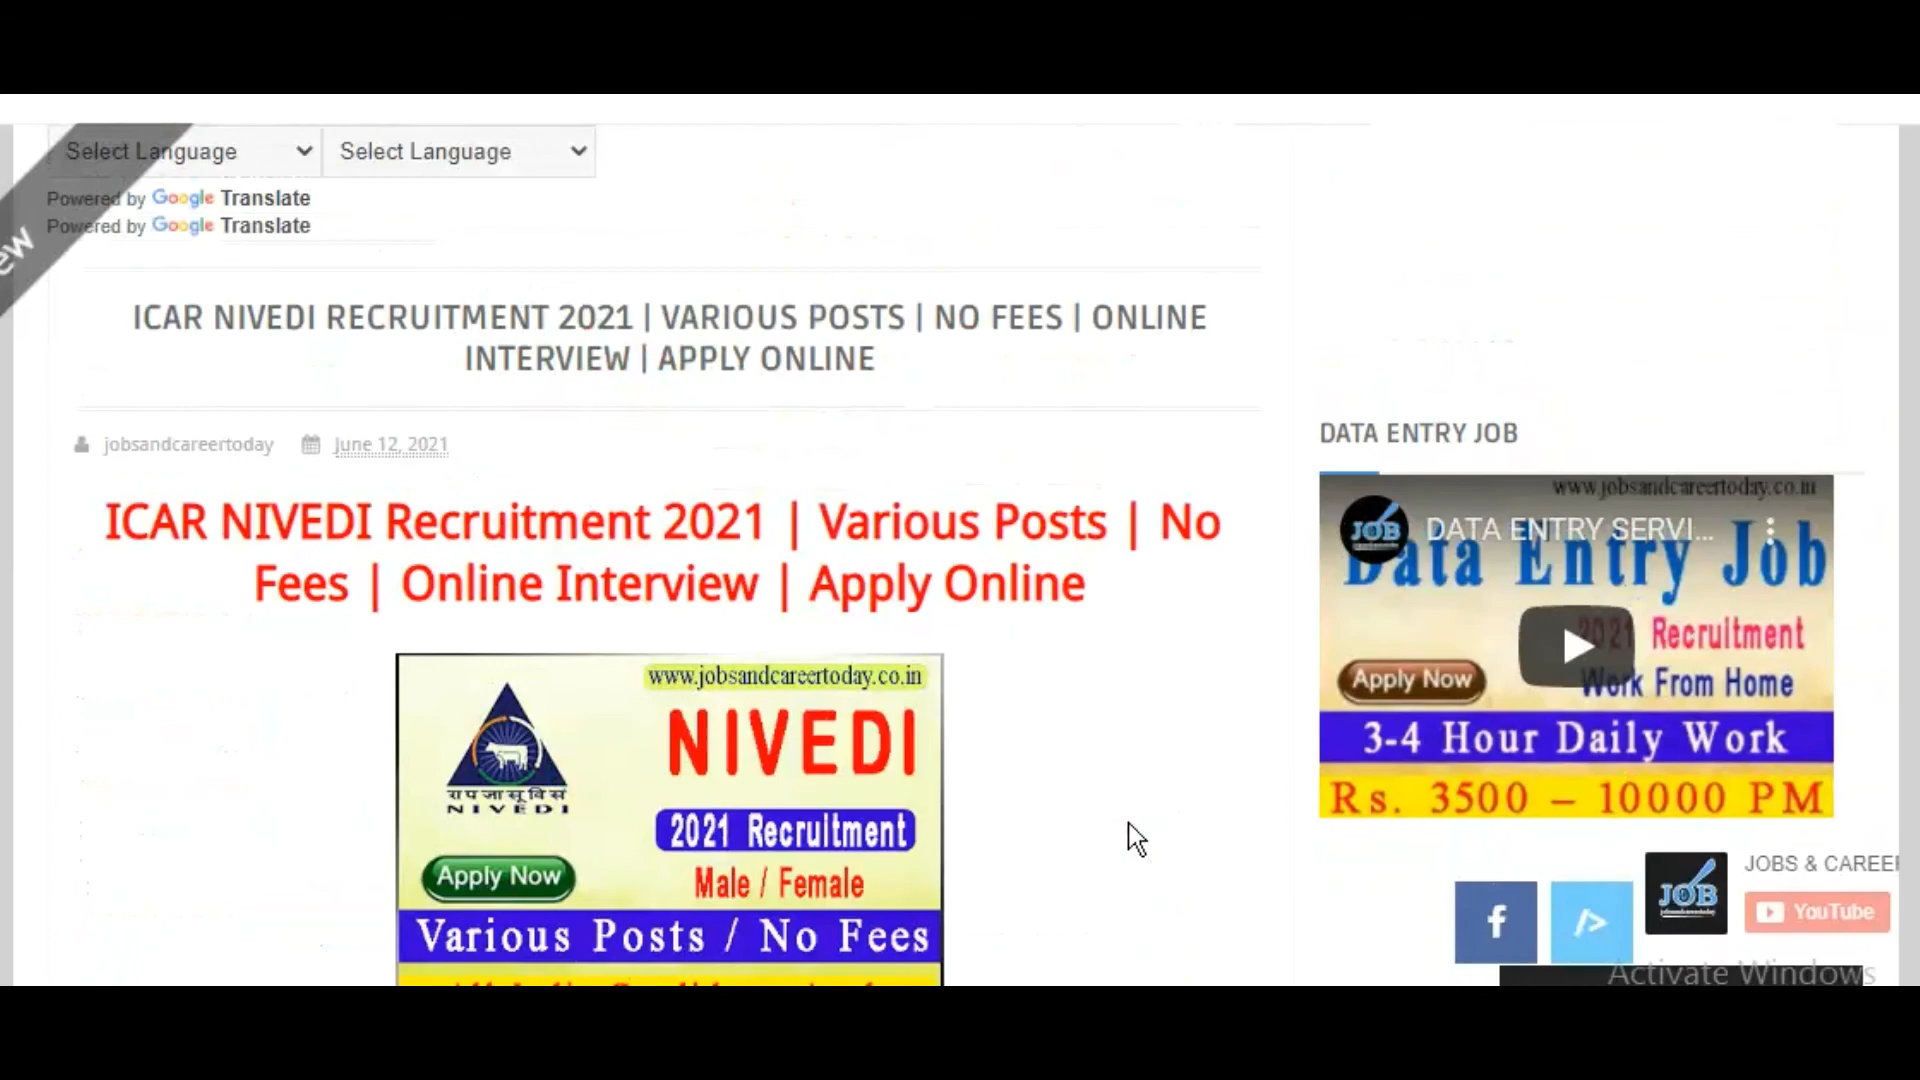 Select Language
Select Language
Powered by Google Translate
Powered by Google Translate
ICAR NIVEDI RECRUITMENT 2021 | VARIOUS POSTS | NO FEES | ONLINE
INTERVIEW | APPLY ONLINE
jobsandcareertoday
June 12, 2021
ICAR NIVEDI Recruitment 2021 | Various Posts | No
Fees | Online Interview | Apply Online
www.jobsandcareertoday.co.in
NIVEDI
राप जा सू वि सं
NIVEDI
2021 Recruitment
Apply Now
Male / Female
Various Posts / No Fees
DATA ENTRY JOB
www.jobsandcareertoday.co.in
JOB
DATA ENTRY SERVI...
Data Entry Job
2021 Recruitment
Apply Now
Work From Home
3-4 Hour Daily Work
Rs. 3500 – 10000 PM
JOB
jobsandcareertoday
JOBS & CAREER
YouTube
Activate Windows